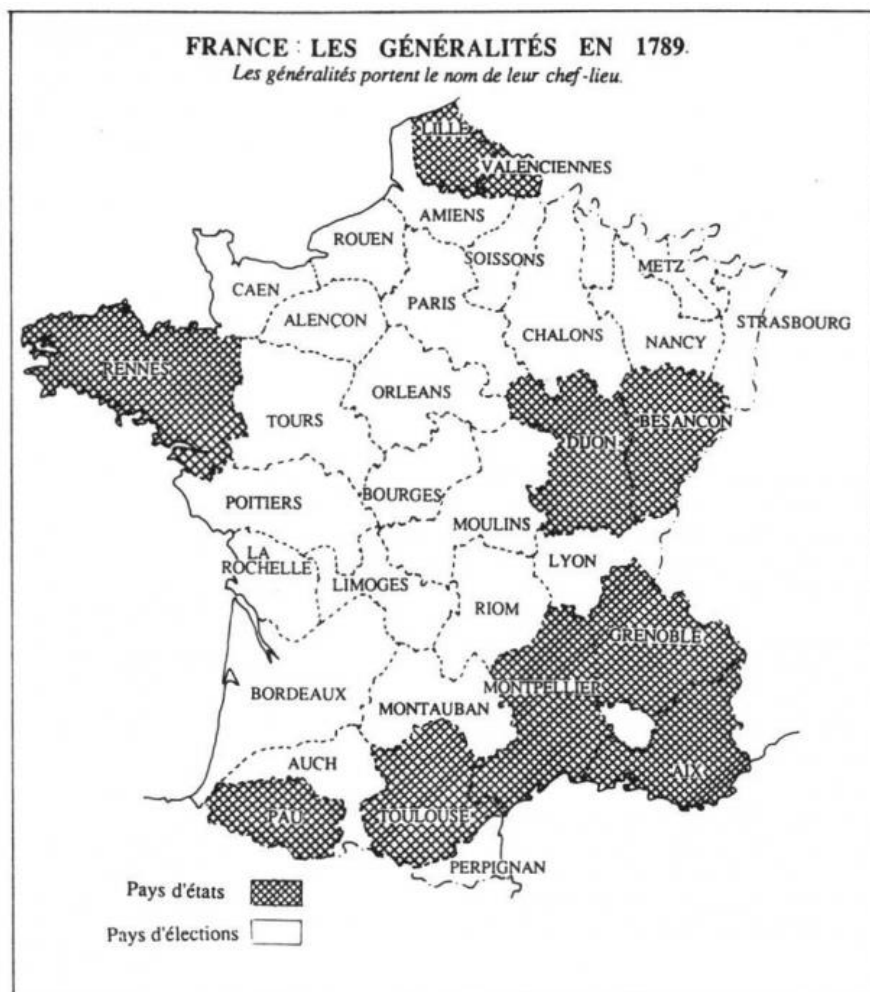 FRANCE : LES GÉNÉRALITÉS EN 1789.
Les généralités portent le nom de leur chef-lieu.
LILLE
VALENCIENNES
AMIENS
ROUEN
SOISSONS
METZ
CAEN
PARIS
STRASBOURG
ALENÇON
CHALONS
NANCY
RENNES
ORLEANS
TOURS
BESANCON
DIJON
POITIERS
BOURGES
MOULINS
LA
ROCHELLE
LYON
LIMOGES
RIOM
GRENOBLE
BORDEAUX
MONTPELLIER
MONTAUBAN
AUCH
AIX
PAU
TOULOUSE
PERPIGNAN
Pays d'états
Pays d'élections